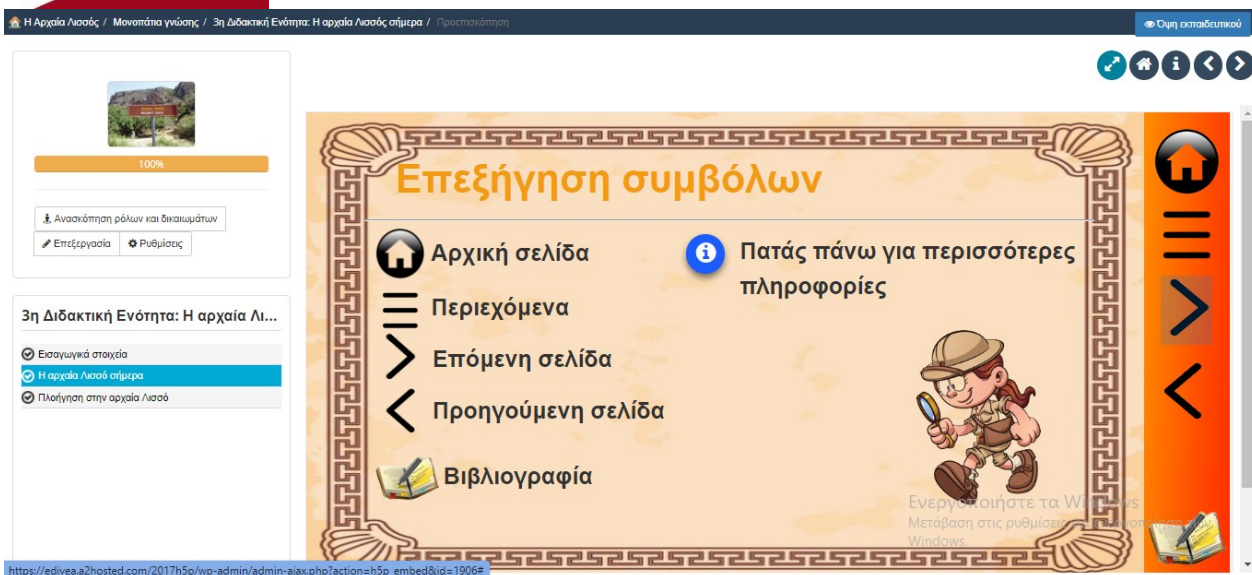 Η Αρχαία Λισσός / Μονοπάτια γνώσης / 3η Διδακτική Ενότητα: Η αρχαία Λισσός σήμερα / Προεπισκόπηση
Όψη εκπαιδευτικού
100%
Ανασκόπηση ρόλων και δικαιωμάτων
Επεξεργασία
Ρυθμίσεις
3η Διδακτική Ενότητα: Η αρχαία Λι...
Εισαγωγικά στοιχεία
Η αρχαία Λισσό σήμερα
Πλοήγηση στην αρχαία Λισσό
Επεξήγηση συμβόλων
Αρχική σελίδα
Περιεχόμενα
Επόμενη σελίδα
Προηγούμενη σελίδα
Βιβλιογραφία
Πατάς πάνω για περισσότερες
πληροφορίες
Ενεργοποιήστε τα Windows
Μετάβαση στις ρυθμίσεις
Windows.
https://edivea.a2hosted.com/2017h5p/wp-admin/admin-ajax.php?action=h5p_embed&id=1906#